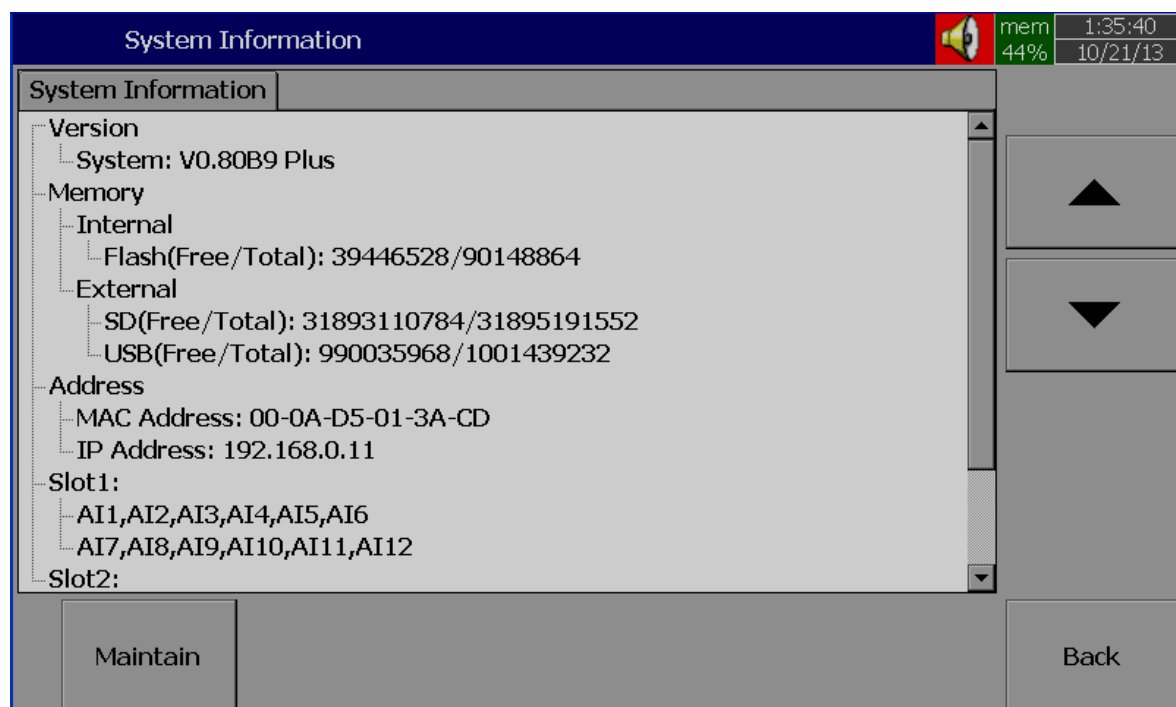 System Information
mem 1:35:40
44% 10/21/13
System Information
Version
System: V0.80B9 Plus
Memory
Internal
Flash(Free/Total): 39446528/90148864
External
SD(Free/Total): 31893110784/31895191552
USB(Free/Total): 990035968/1001439232
Address
MAC Address: 00-0A-D5-01-3A-CD
IP Address: 192.168.0.11
Slot1:
AI1,AI2,AI3,AI4,AI5,AI6
AI7,AI8,AI9,AI10,AI11,AI12
Slot2:
Maintain
Back